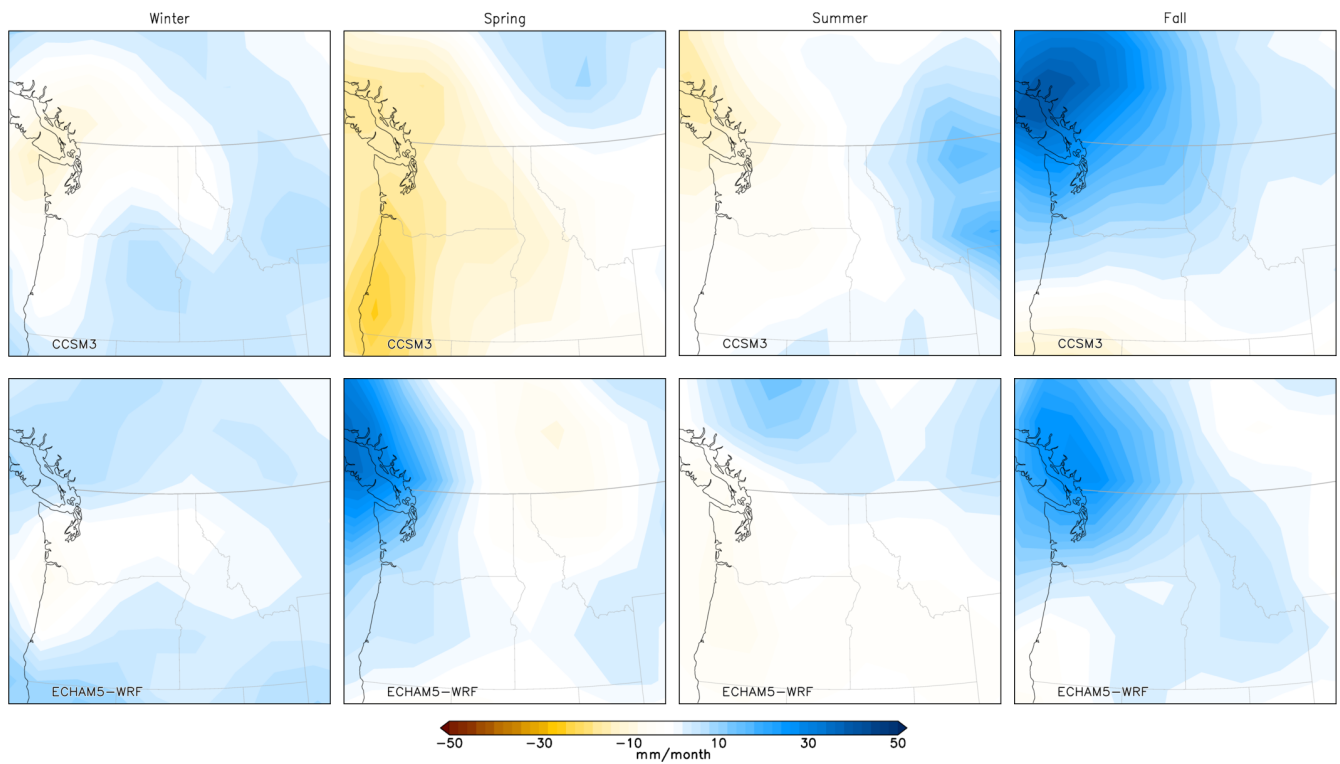 Winter Spring Summer Fall
CCSM3 CCSM3 CCSM3 CCSM3
ECHAM5-WRF ECHAM5-WRF ECHAM5-WRF ECHAM5-WRF
-50 -30 -10 10 30 50
mm/month